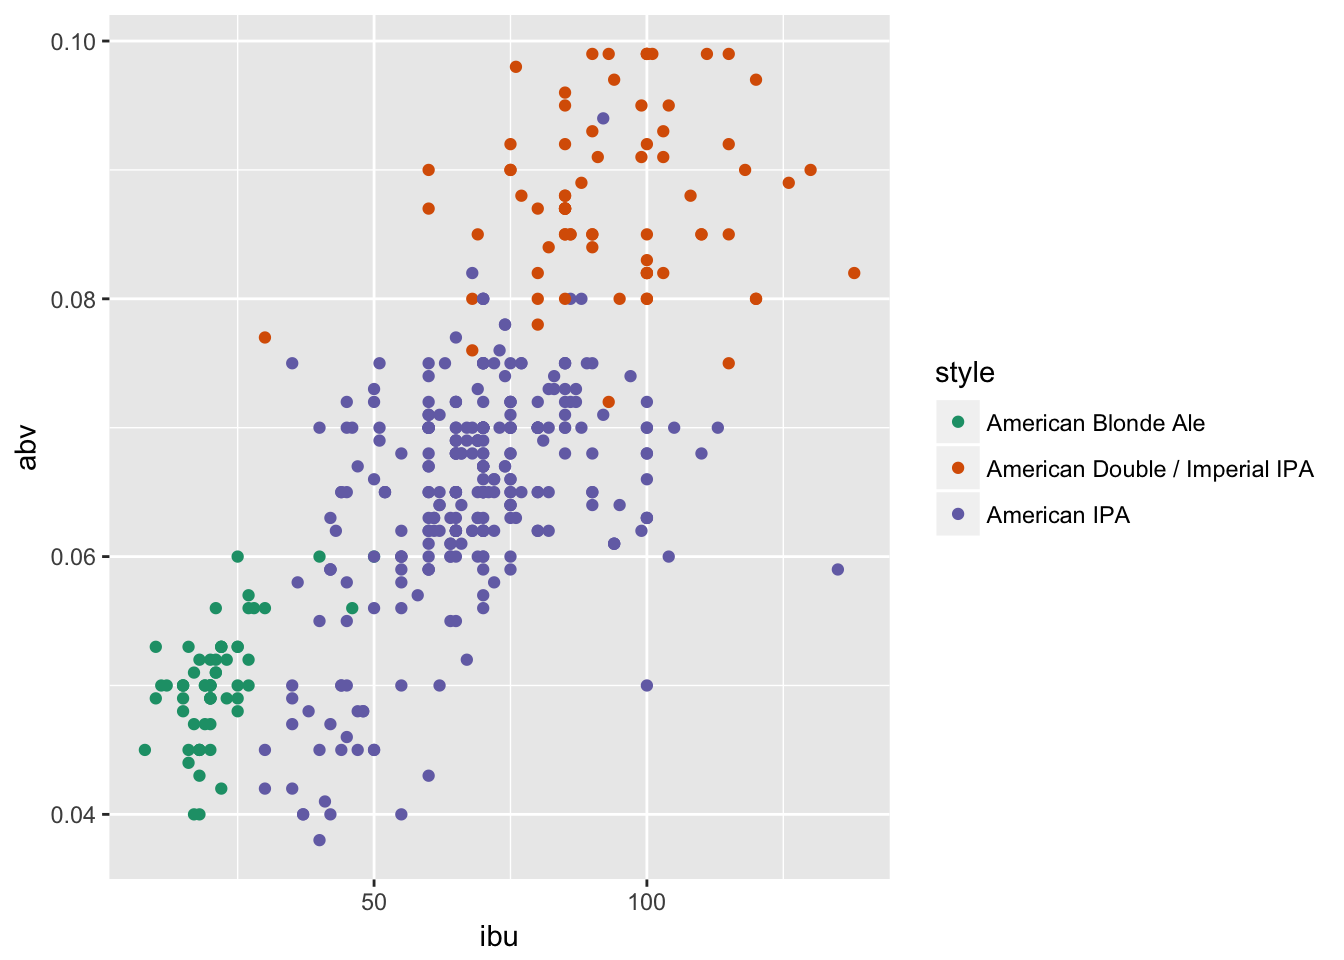 0.10
0.08
0.06
0.04
abv
50
100
ibu
style
American Blonde Ale
American Double / Imperial IPA
American IPA